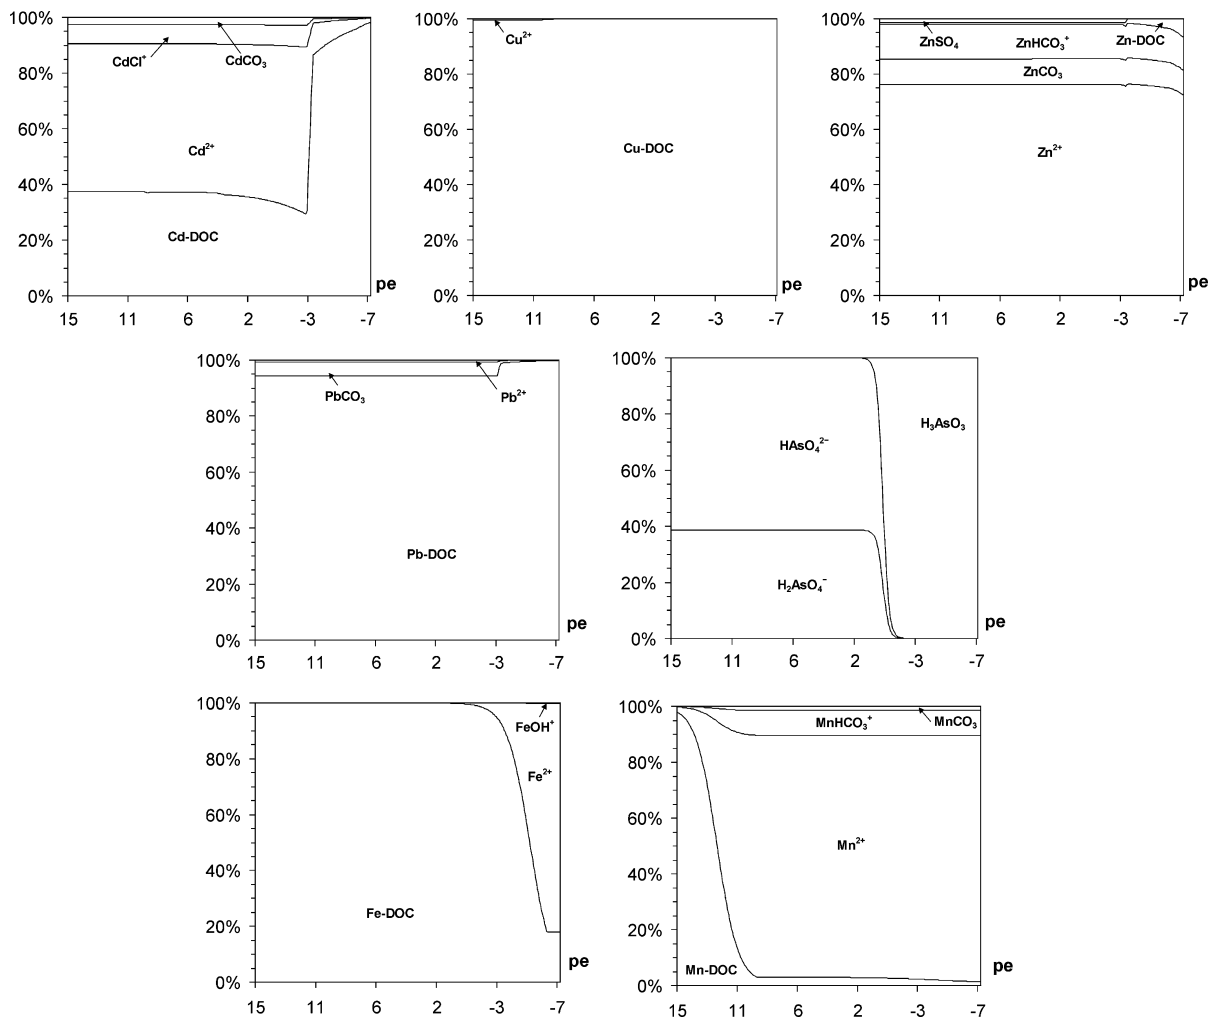 100%
80%
60%
40%
20%
0%
CdCl⁺
CdCO₃
Cd²⁺
Cd-DOC
pe
15 11 6 2 -3 -7
100%
80%
60%
40%
20%
0%
Cu²⁺
Cu-DOC
pe
15 11 6 2 -3 -7
100%
80%
60%
40%
20%
0%
ZnSO₄
ZnHCO₃⁺
Zn-DOC
ZnCO₃
Zn²⁺
pe
15 11 6 2 -3 -7
100%
80%
60%
40%
20%
0%
PbCO₃
Pb²⁺
Pb-DOC
pe
15 11 6 2 -3 -7
100%
80%
60%
40%
20%
0%
H₃AsO₃
HAsO₄²⁻
H₂AsO₄⁻
pe
15 11 6 2 -3 -7
100%
80%
60%
40%
20%
0%
FeOH⁺
Fe²⁺
Fe-DOC
pe
15 11 6 2 -3 -7
100%
80%
60%
40%
20%
0%
MnHCO₃⁺
MnCO₃
Mn²⁺
Mn-DOC
pe
15 11 6 2 -3 -7